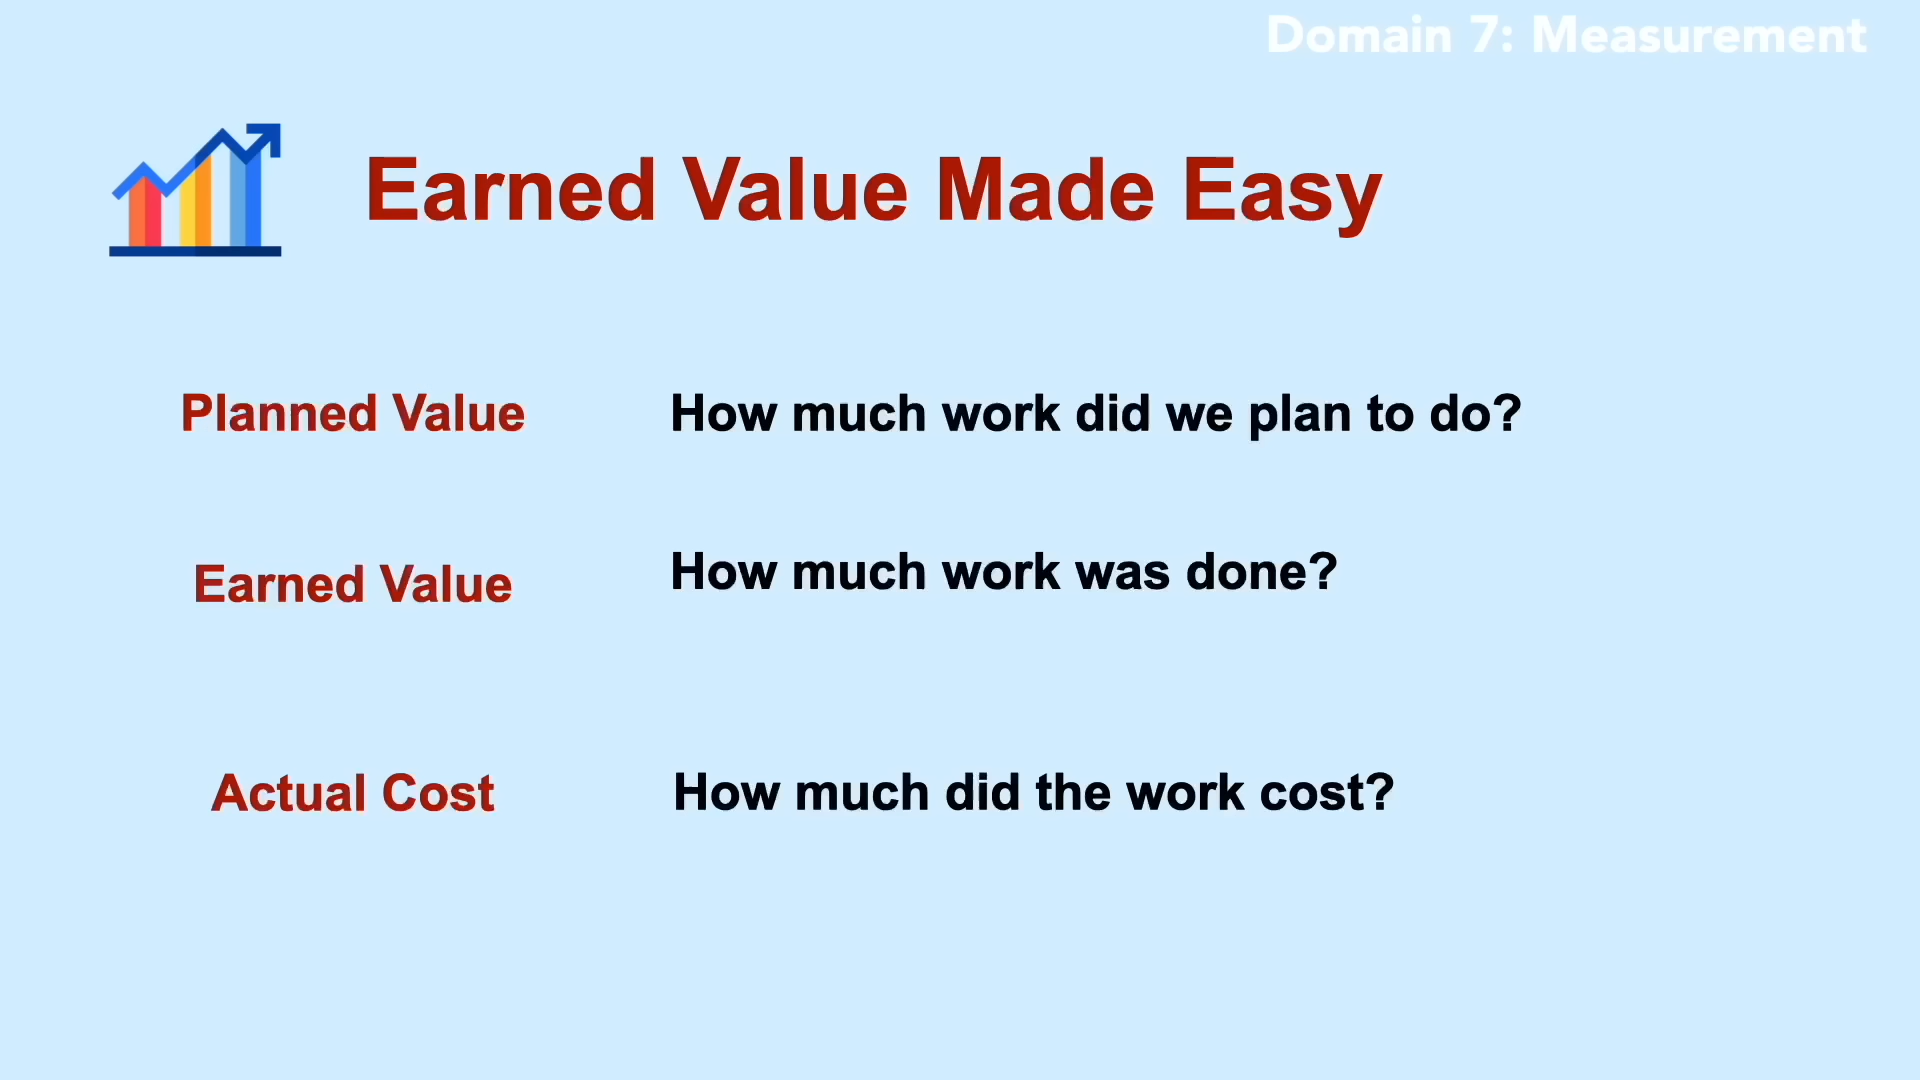 Domain 7: Measurement
Earned Value Made Easy
Planned Value
How much work did we plan to do?
Earned Value
How much work was done?
Actual Cost
How much did the work cost?